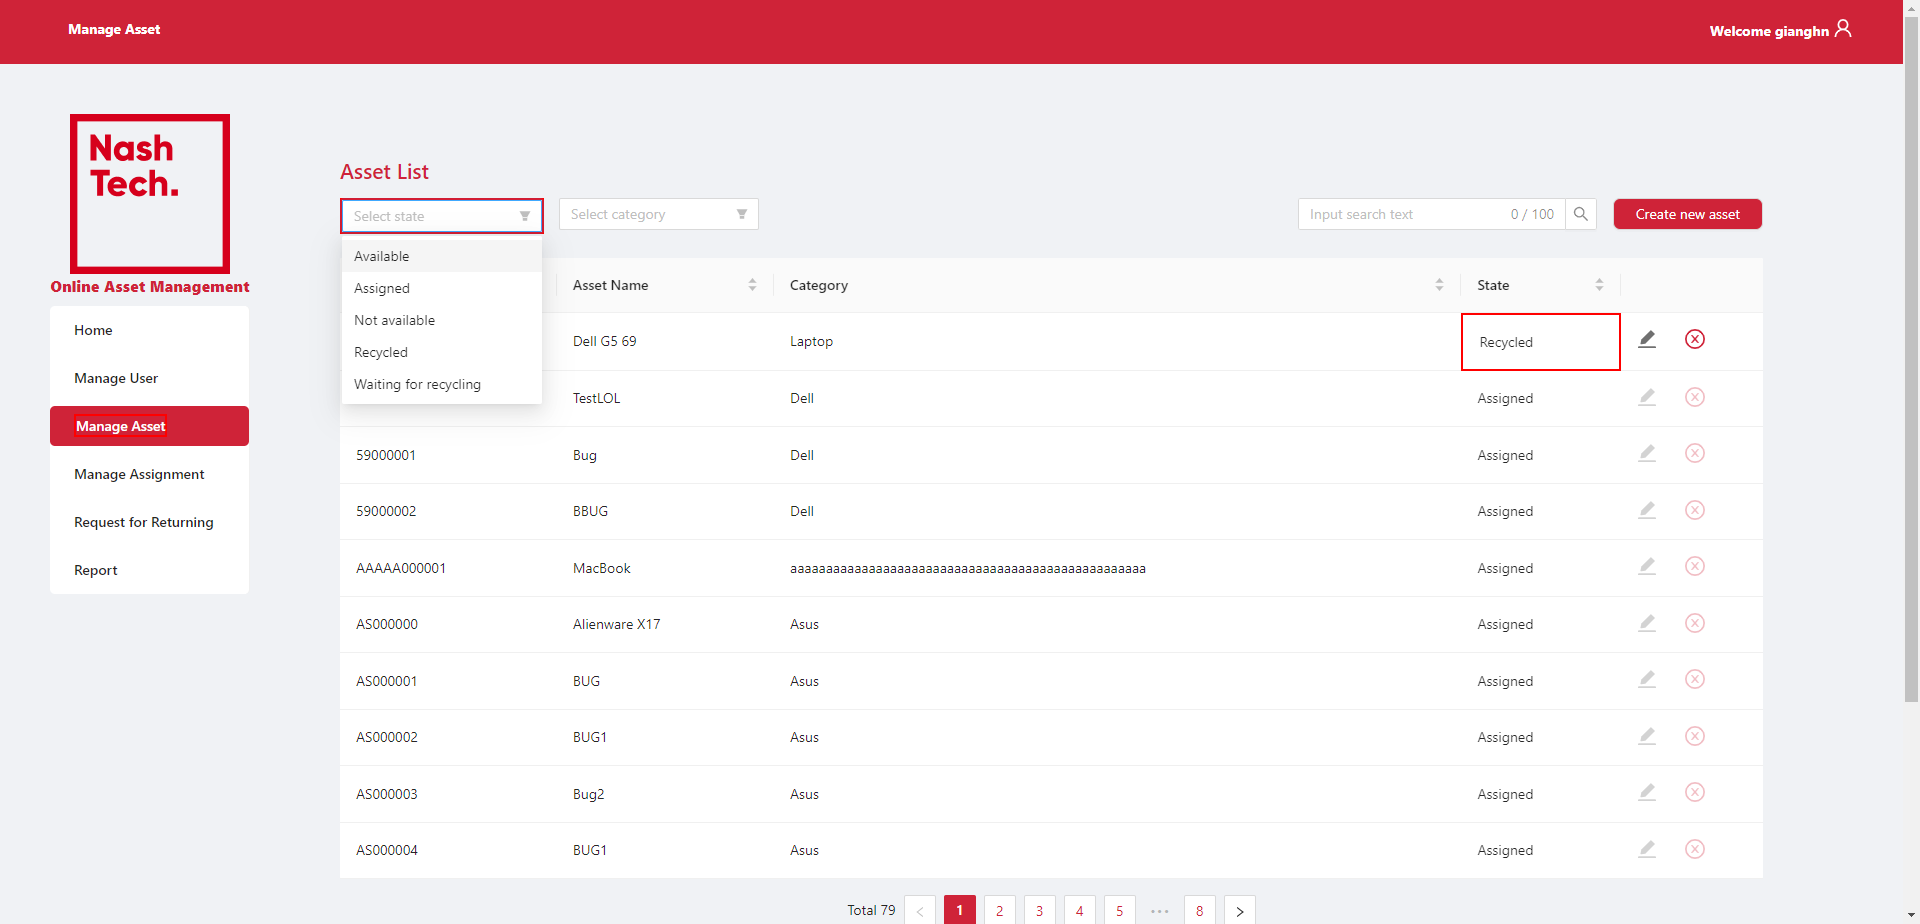 Manage Asset
Welcome gianghn
Nash
Tech.
Online Asset Management
Home
Manage User
Manage Asset
Manage Assignment
Request for Returning
Report
Asset List
Select state
Select category
Input search text 0 / 100
Create new asset
Available
Assigned
Not available
Recycled
Waiting for recycling
Asset Name Category State
Dell G5 69 Laptop Recycled
TestLOL Dell Assigned
59000001 Bug Dell Assigned
59000002 BBUG Dell Assigned
AAAAA000001 MacBook aaaaaaaaaaaaaaaaaaaaaaaaaaaaaaaaaaaaaaaaaaaaaaaaaa Assigned
AS000000 Alienware X17 Asus Assigned
AS000001 BUG Asus Assigned
AS000002 BUG1 Asus Assigned
AS000003 Bug2 Asus Assigned
AS000004 BUG1 Asus Assigned
Total 79 < 1 2 3 4 5 ••• 8 >